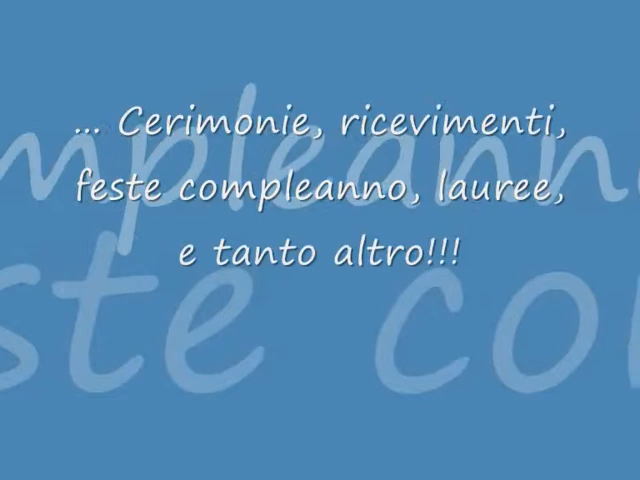 ... Cerimonie, ricevimenti,
feste compleanno, lauree,
e tanto altro!!!